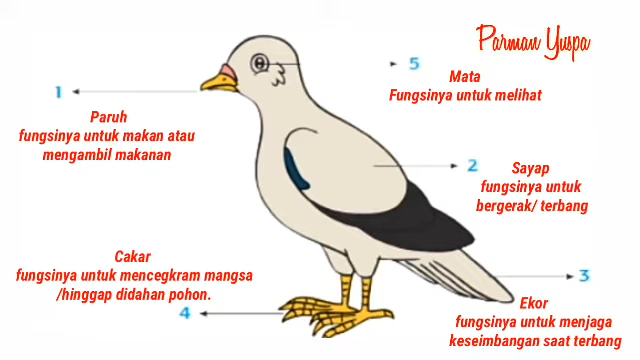 Parman Yuspa
1
Paruh
fungsinya untuk makan atau
mengambil makanan
5
Mata
Fungsinya untuk melihat
2
Sayap
fungsinya untuk
bergerak/ terbang
Cakar
fungsinya untuk mencegkram mangsa
/hinggap didahan pohon.
4
3
Ekor
fungsinya untuk menjaga
keseimbangan saat terbang